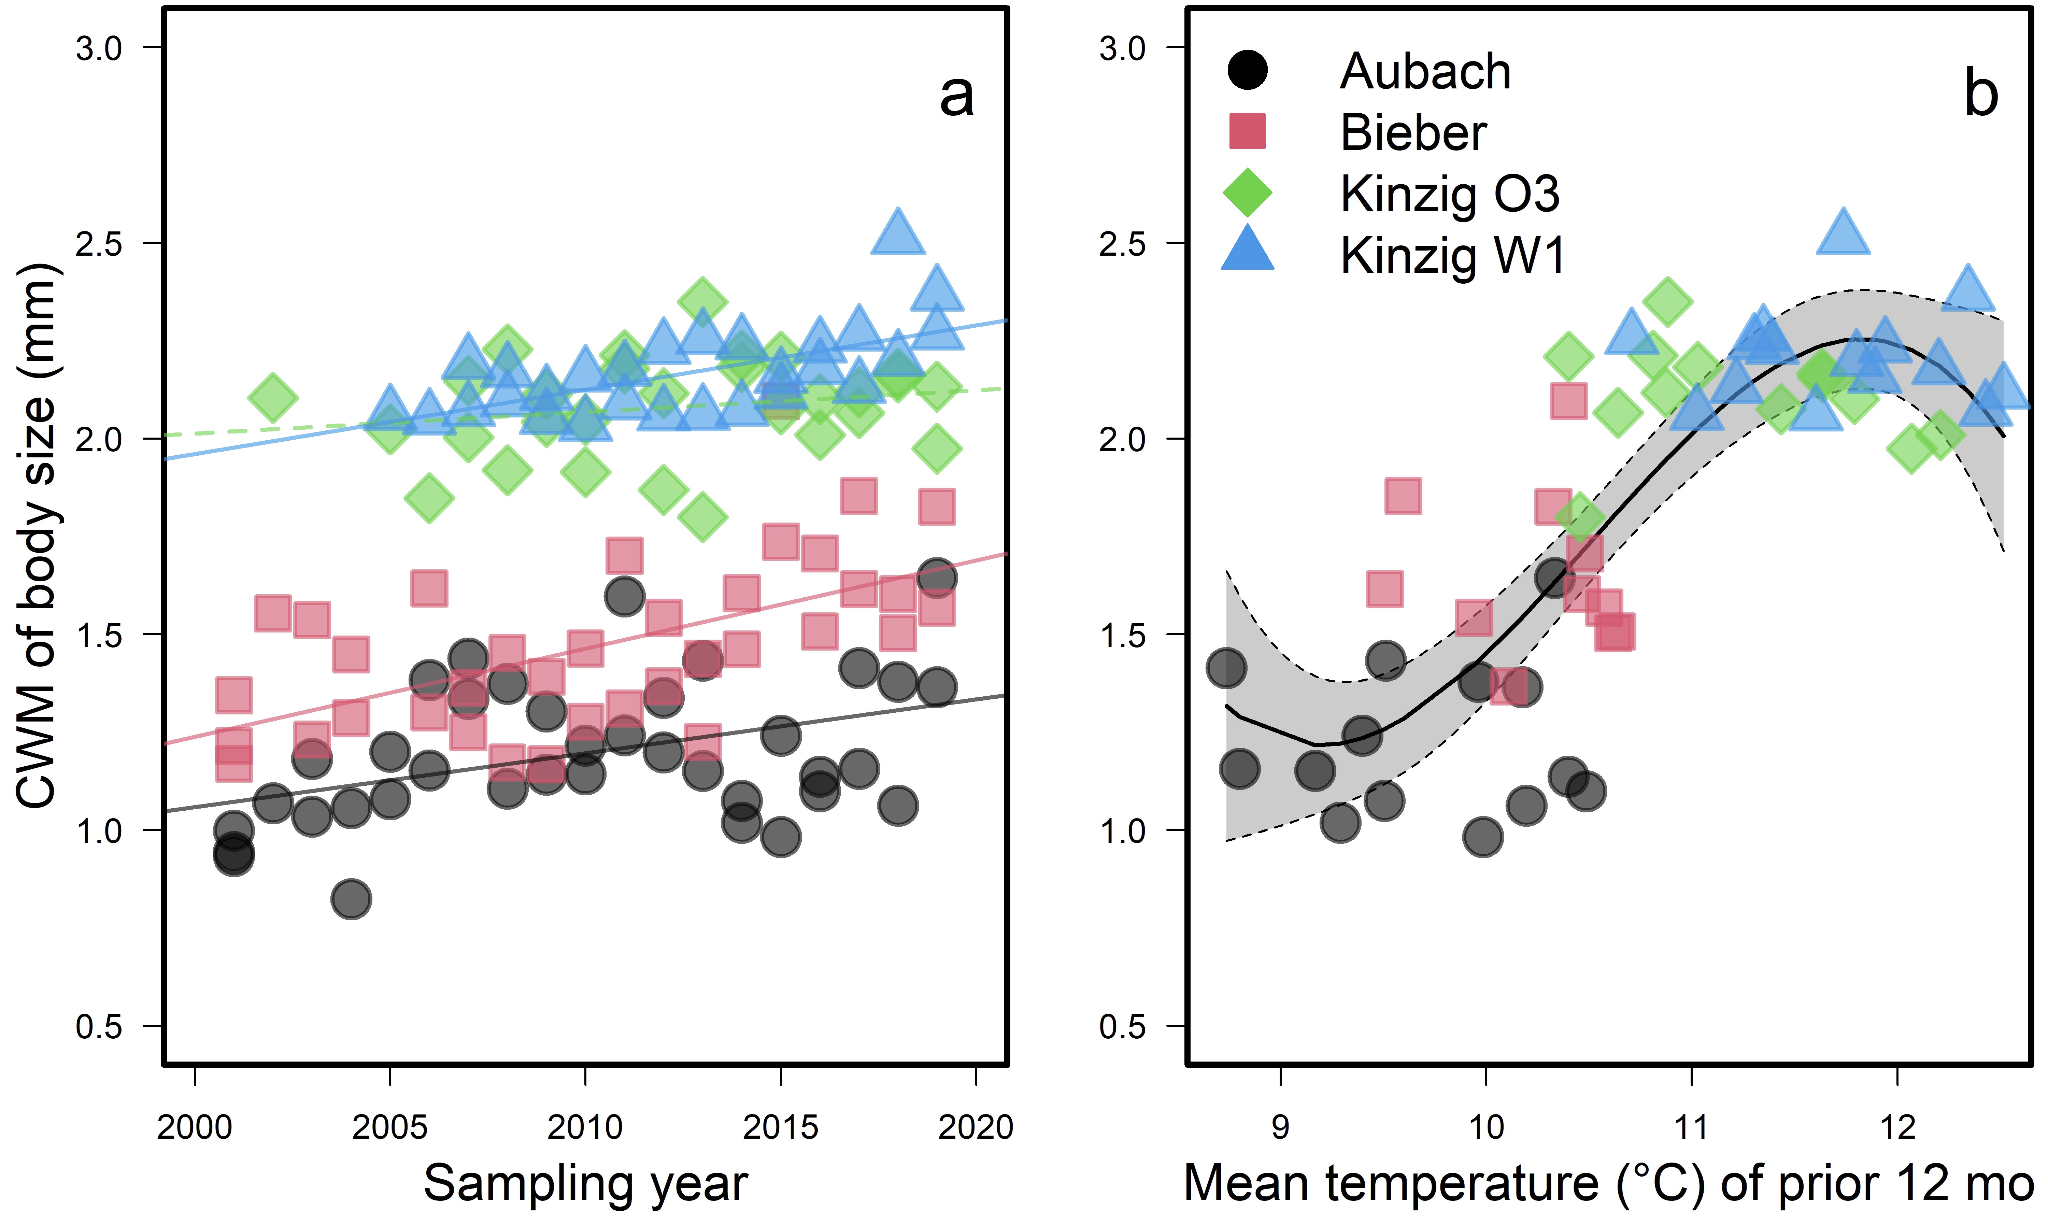 CWM of body size (mm)
3.0
2.5
2.0
1.5
1.0
0.5
a
2000 2005 2010 2015 2020
Sampling year
3.0
2.5
2.0
1.5
1.0
0.5
b
Aubach
Bieber
Kinzig O3
Kinzig W1
9 10 11 12
Mean temperature (°C) of prior 12 mo